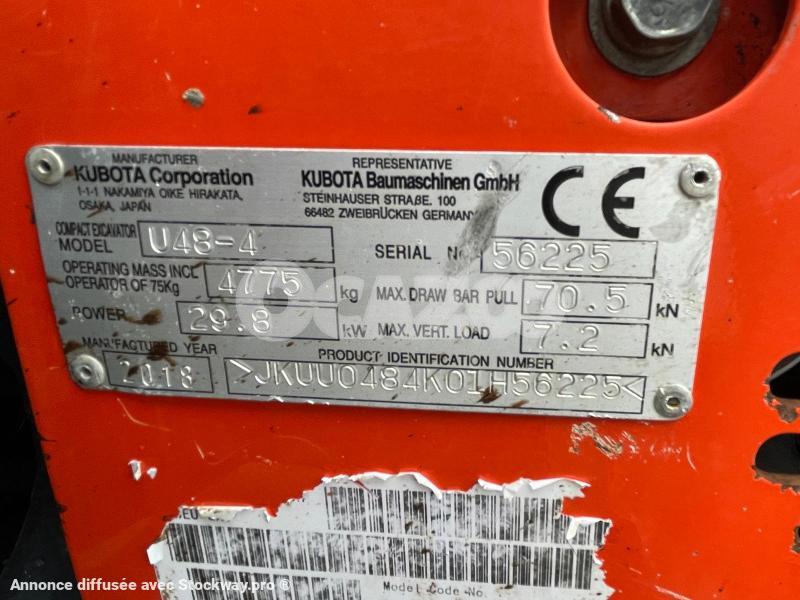 MANUFACTURER
KUBOTA Corporation
1-1-1 NAKAMIYA OIKE HIRAKATA,
OSAKA, JAPAN
REPRESENTATIVE
KUBOTA Baumaschinen GmbH
STEINHAUSER STRAßE. 100
66482 ZWEIBRÜCKEN GERMANY
CE
COMPACT EXCAVATOR
MODEL U48-4
SERIAL No. 56225
OPERATING MASS INCL
OPERATOR OF 75Kg 4775 kg
MAX. DRAW BAR PULL 70.5 kN
POWER 29.8 kW
MAX. VERT. LOAD 7.2 kN
MANUFACTURED YEAR
2018
PRODUCT IDENTIFICATION NUMBER
>JKUU0484K01H56225<
OCAZOO
EU
Model Code No.
Annonce diffusée avec Stockway.pro ®